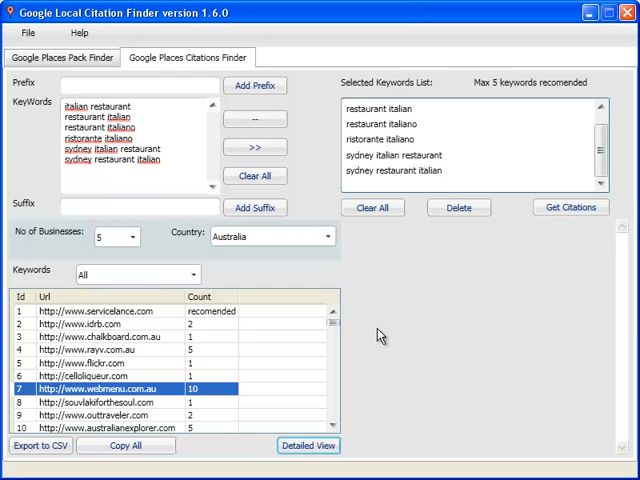 Google Local Citation Finder version 1.6.0
File Help
Google Places Pack Finder Google Places Citations Finder
Prefix
Add Prefix
Selected Keywords List: Max 5 keywords recomended
KeyWords
italian restaurant
restaurant italian
restaurant italiano
ristorante italiano
sydney italian restaurant
sydney restaurant italian
--
>>
Clear All
restaurant italian
restaurant italiano
ristorante italiano
sydney italian restaurant
sydney restaurant italian
Suffix
Add Suffix
Clear All Delete Get Citations
No of Businesses: 5 Country: Australia
Keywords All
Id Url Count
1 http://www.servicelance.com recomended
2 http://www.idrb.com 2
3 http://www.chalkboard.com.au 1
4 http://www.rayv.com.au 5
5 http://www.flickr.com 1
6 http://celloliqueur.com 1
7 http://www.webmenu.com.au 10
8 http://souvlakiforthesoul.com 1
9 http://www.outtraveler.com 2
10 http://www.australianexplorer.com 5
Export to CSV Copy All Detailed View